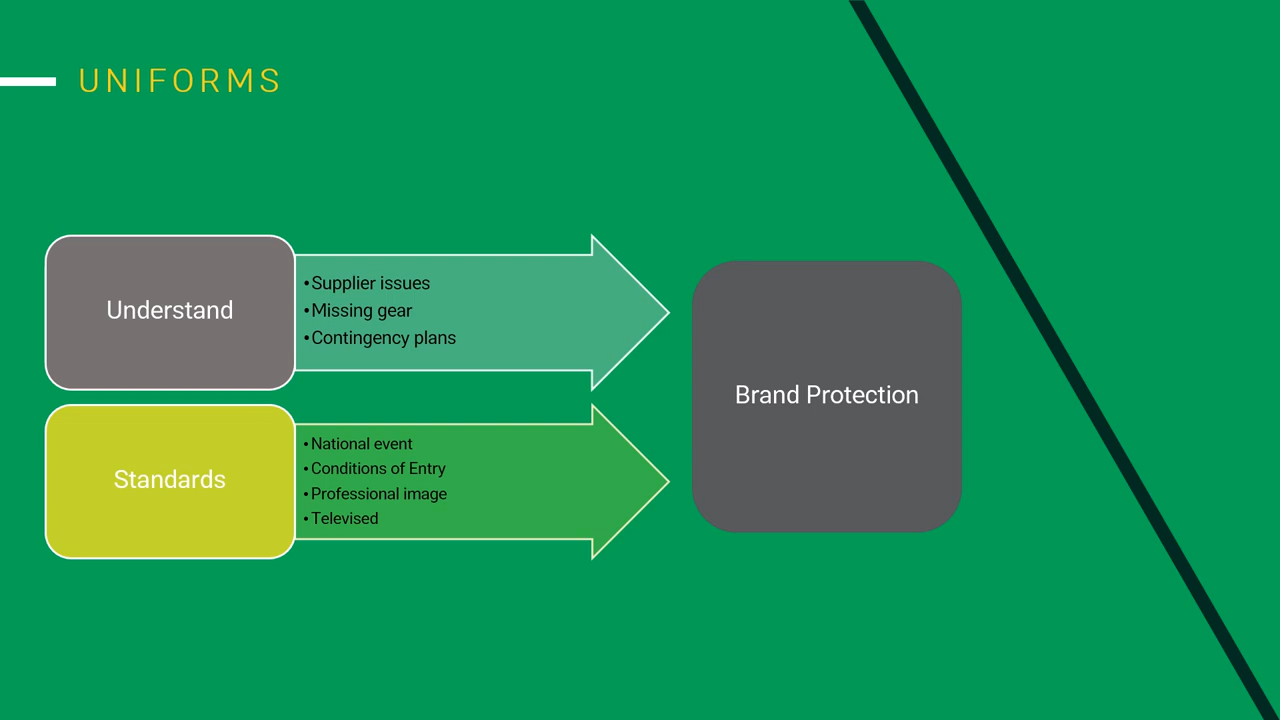 UNIFORMS
Understand
•Supplier issues
•Missing gear
•Contingency plans
Standards
•National event
•Conditions of Entry
•Professional image
•Televised
Brand Protection